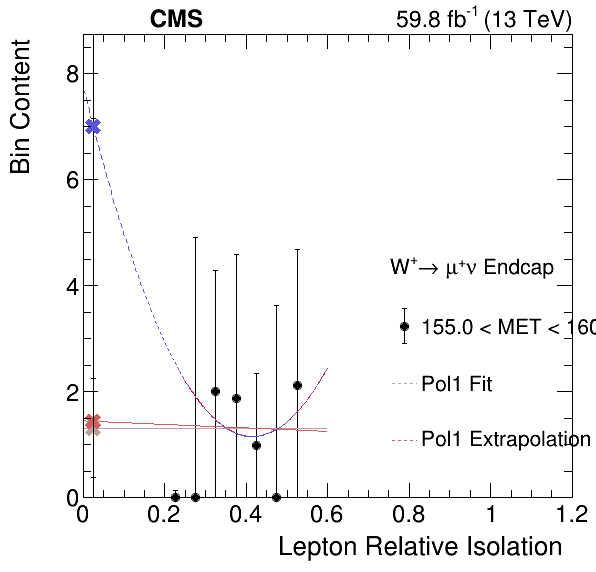 CMS
59.8 fb⁻¹ (13 TeV)
Bin Content
8
6
4
2
0
0 0.2 0.4 0.6 0.8 1 1.2
Lepton Relative Isolation
W⁺→ μ⁺ν Endcap
155.0 < MET < 160
Pol1 Fit
Pol1 Extrapolation